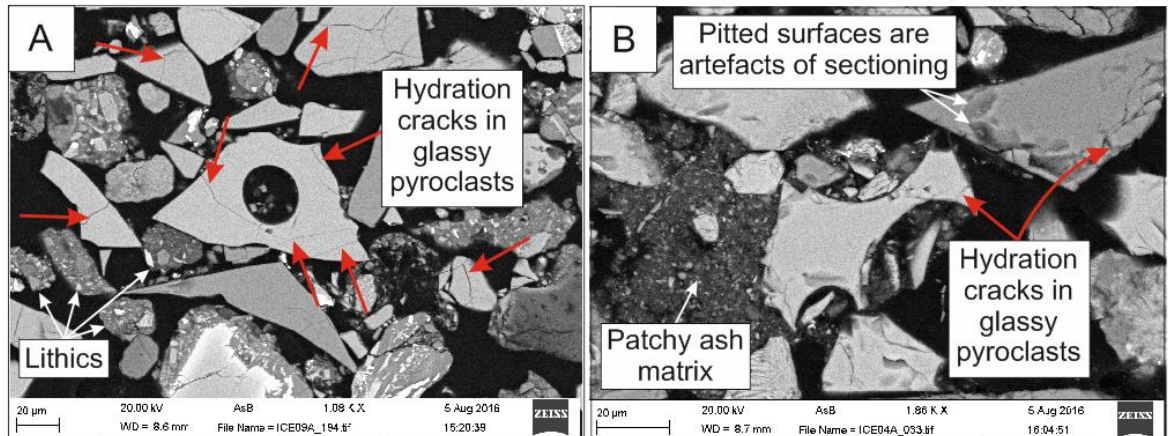 A
Hydration
cracks in
glassy
pyroclasts
Lithics
20 µm
20.00 kV
AsB
1.08 K X
5 Aug 2016
WD = 8.6 mm
File Name = ICE09A_194.tif
15:20:39
ZEISS
B
Pitted surfaces are
artefacts of sectioning
Hydration
cracks in
glassy
pyroclasts
Patchy ash
matrix
20 µm
20.00 kV
AsB
1.86 K X
5 Aug 2016
WD = 8.7 mm
File Name = ICE04A_033.tif
16:04:51
ZEISS